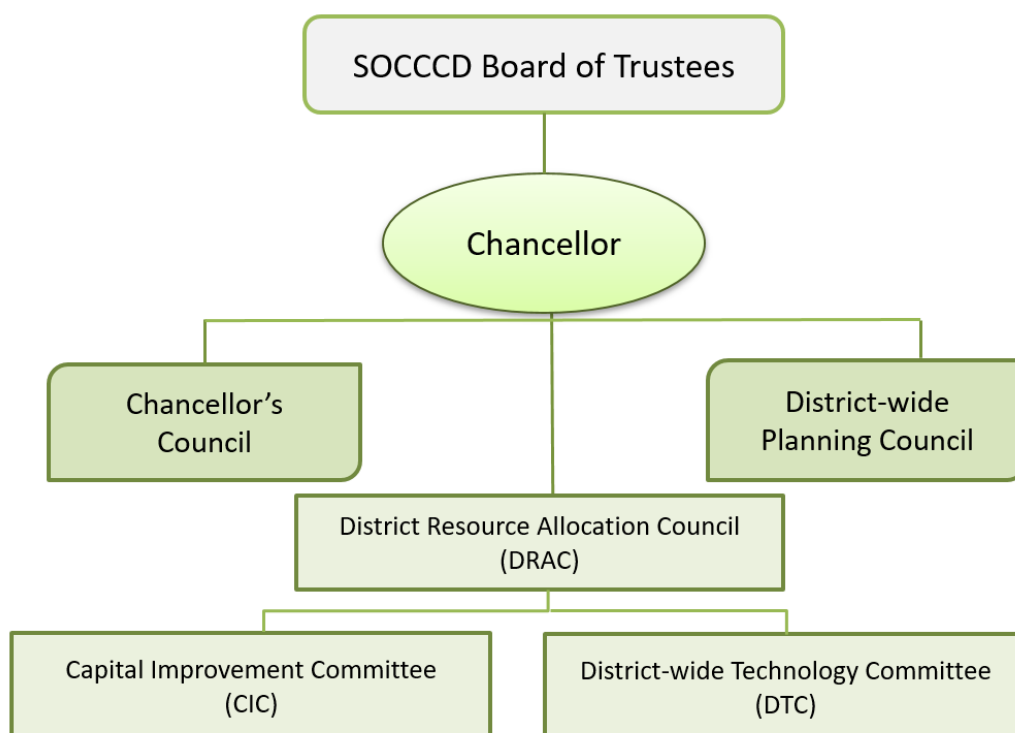 SOCCCD Board of Trustees
Chancellor
Chancellor’s
Council
District-wide
Planning Council
District Resource Allocation Council
(DRAC)
Capital Improvement Committee
(CIC)
District-wide Technology Committee
(DTC)